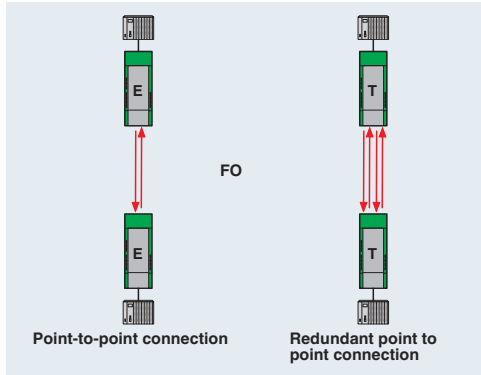 E
T
FO
E
T
Point-to-point connection
Redundant point to
point connection